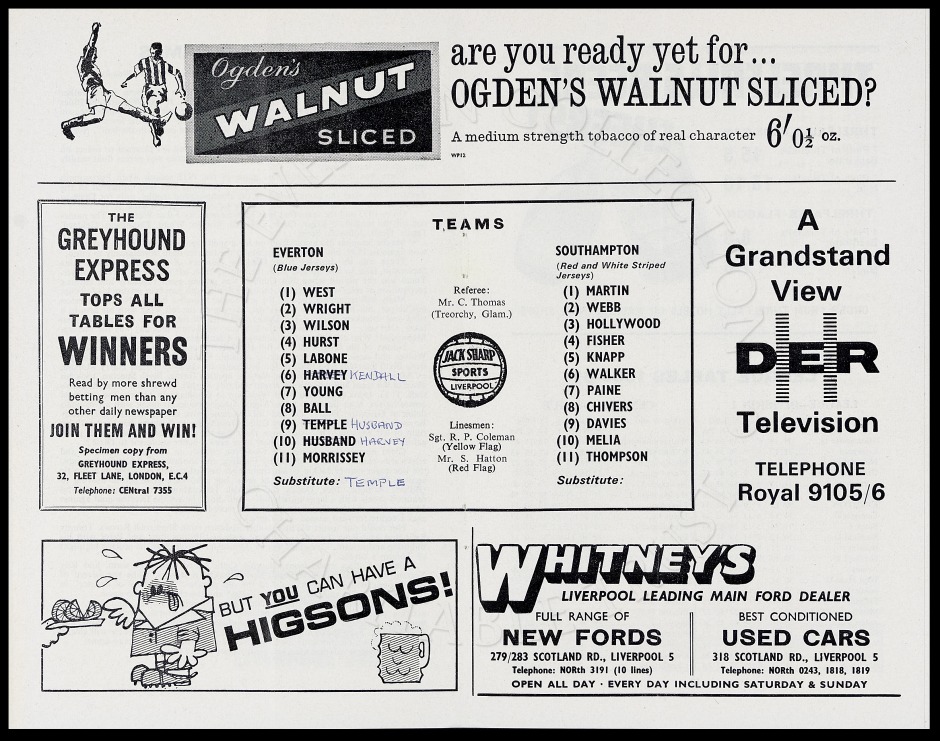 Ogden's
WALNUT
SLICED
are you ready yet for...
OGDEN'S WALNUT SLICED?
A medium strength tobacco of real character 6'0½ oz.
WP12
THE
GREYHOUND
EXPRESS
TOPS ALL
TABLES FOR
WINNERS
Read by more shrewd
betting men than any
other daily newspaper
JOIN THEM AND WIN!
Specimen copy from
GREYHOUND EXPRESS,
32, FLEET LANE, LONDON, E.C.4
Telephone: CENtral 7355
TEAMS
EVERTON
(Blue Jerseys)
(1) WEST
(2) WRIGHT
(3) WILSON
(4) HURST
(5) LABONE
(6) HARVEY KENDALL
(7) YOUNG
(8) BALL
(9) TEMPLE HUSBAND
(10) HUSBAND HARVEY
(11) MORRISSEY
Substitute: TEMPLE
Referee:
Mr. C. Thomas
(Treorchy, Glam.)
JACK SHARP
SPORTS
LIVERPOOL
Linesmen:
Sgt. R. P. Coleman
(Yellow Flag)
Mr. S. Hatton
(Red Flag)
SOUTHAMPTON
(Red and White Striped
Jerseys)
(1) MARTIN
(2) WEBB
(3) HOLLYWOOD
(4) FISHER
(5) KNAPP
(6) WALKER
(7) PAINE
(8) CHIVERS
(9) DAVIES
(10) MELIA
(11) THOMPSON
Substitute:
A
Grandstand
View
DER
Television
TELEPHONE
Royal 9105/6
BUT YOU CAN HAVE A
HIGSONS!
WHITNEYS
LIVERPOOL LEADING MAIN FORD DEALER
FULL RANGE OF
NEW FORDS
279/283 SCOTLAND RD., LIVERPOOL 5
Telephone: NORth 3191 (10 lines)
BEST CONDITIONED
USED CARS
318 SCOTLAND RD., LIVERPOOL 5
Telephone: NORth 0243, 1818, 1819
OPEN ALL DAY · EVERY DAY INCLUDING SATURDAY & SUNDAY